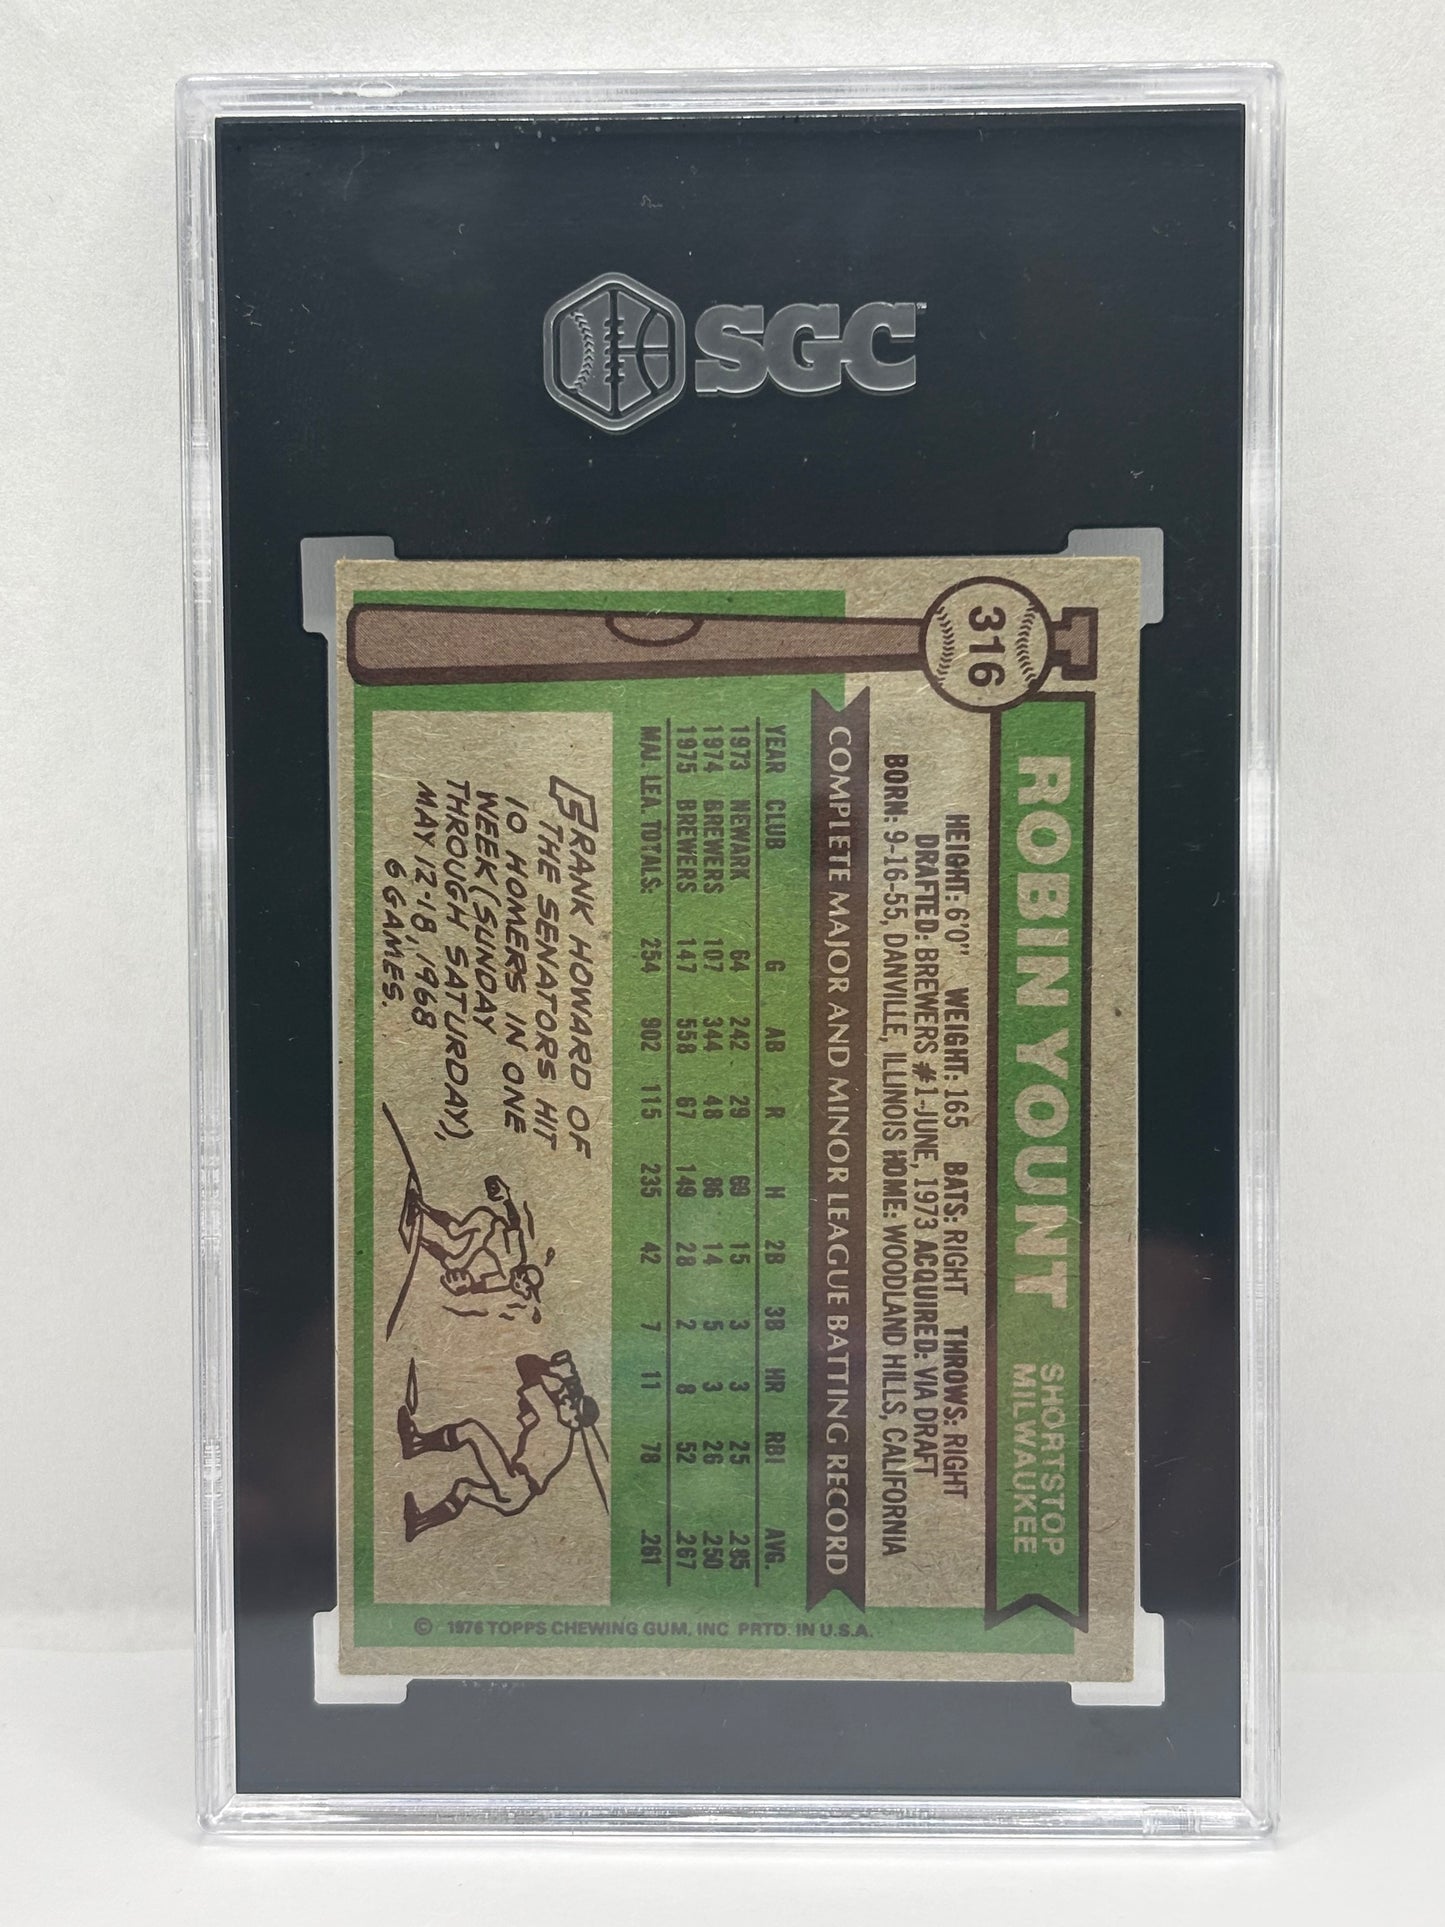 SGC™
316
ROBIN YOUNT
SHORTSTOP
MILWAUKEE
HEIGHT: 6'0" WEIGHT: 165 BATS: RIGHT THROWS: RIGHT
DRAFTED: BREWERS #1-JUNE, 1973 ACQUIRED: VIA DRAFT
BORN: 9-16-55, DANVILLE, ILLINOIS HOME: WOODLAND HILLS, CALIFORNIA
COMPLETE MAJOR AND MINOR LEAGUE BATTING RECORD
YEAR CLUB G AB R H 2B 3B HR RBI AVG.
1973 NEWARK 64 242 29 69 15 3 3 25 .285
1974 BREWERS 107 344 48 86 14 5 3 26 .250
1975 BREWERS 147 558 67 149 28 2 8 52 .267
MAJ. LEA. TOTALS: 254 902 115 235 42 7 11 78 .261
FRANK HOWARD OF
THE SENATORS HIT
10 HOMERS IN ONE
WEEK (SUNDAY
THROUGH SATURDAY),
MAY 12-18, 1968
6 GAMES.
© 1976 TOPPS CHEWING GUM, INC PRTD. IN U.S.A.